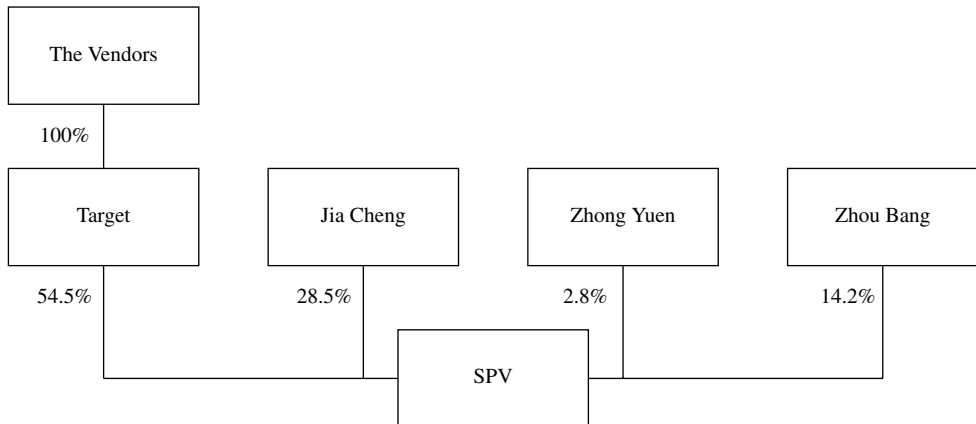 The Vendors
100%
Target
Jia Cheng
Zhong Yuen
Zhou Bang
54.5%
28.5%
2.8%
14.2%
SPV